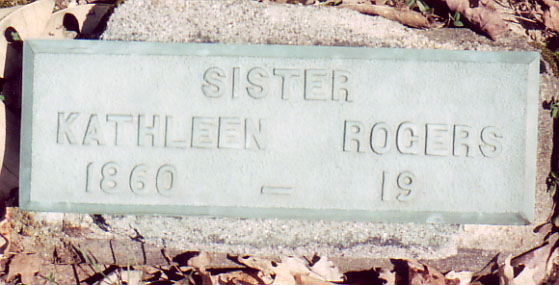 SISTER
KATHLEEN ROGERS
1860 — 19